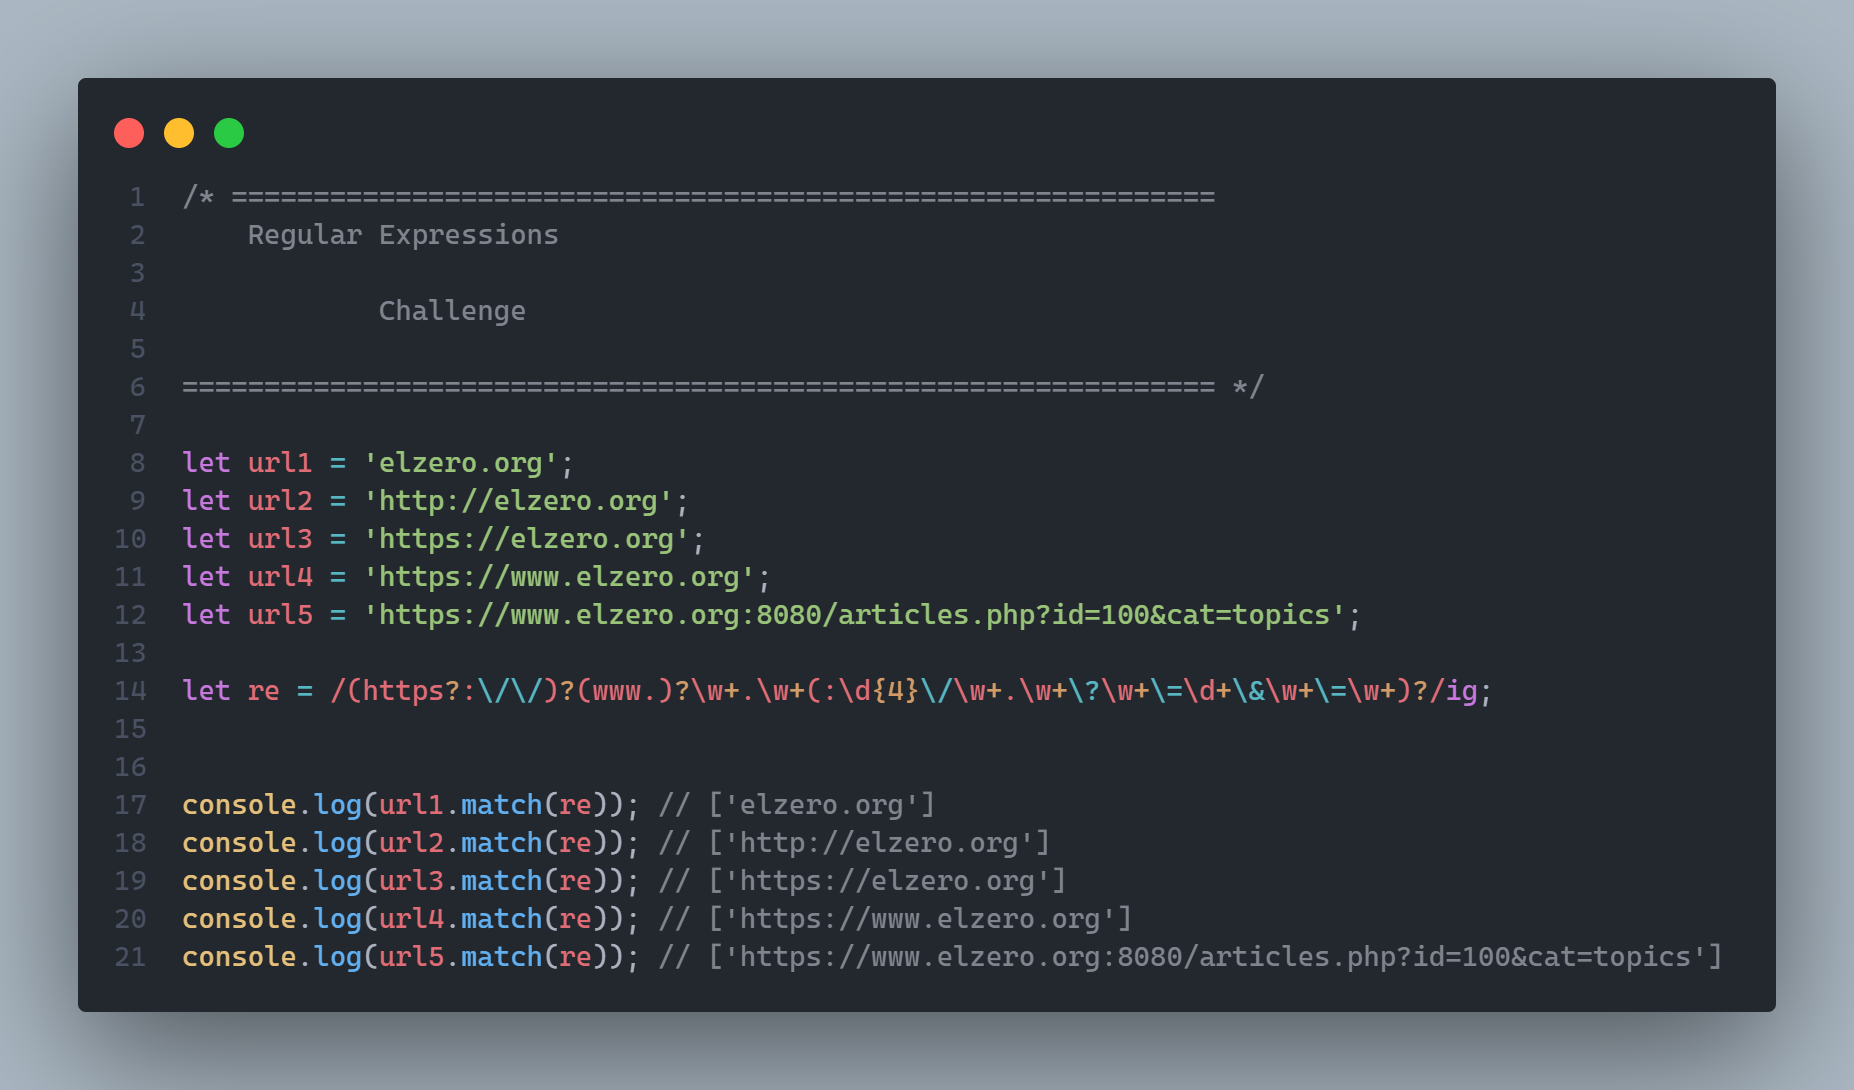 1 /* ============================================================
2     Regular Expressions
3
4             Challenge
5
6 =============================================================== */
7
8 let url1 = 'elzero.org';
9 let url2 = 'http://elzero.org';
10 let url3 = 'https://elzero.org';
11 let url4 = 'https://www.elzero.org';
12 let url5 = 'https://www.elzero.org:8080/articles.php?id=100&cat=topics';
13
14 let re = /(https?:\/\/)?(www.)?\w+.\w+(:\d{4}\/\w+.\w+\?\w+\=\d+\&\w+\=\w+)?/ig;
15
16
17 console.log(url1.match(re)); // ['elzero.org']
18 console.log(url2.match(re)); // ['http://elzero.org']
19 console.log(url3.match(re)); // ['https://elzero.org']
20 console.log(url4.match(re)); // ['https://www.elzero.org']
21 console.log(url5.match(re)); // ['https://www.elzero.org:8080/articles.php?id=100&cat=topics']